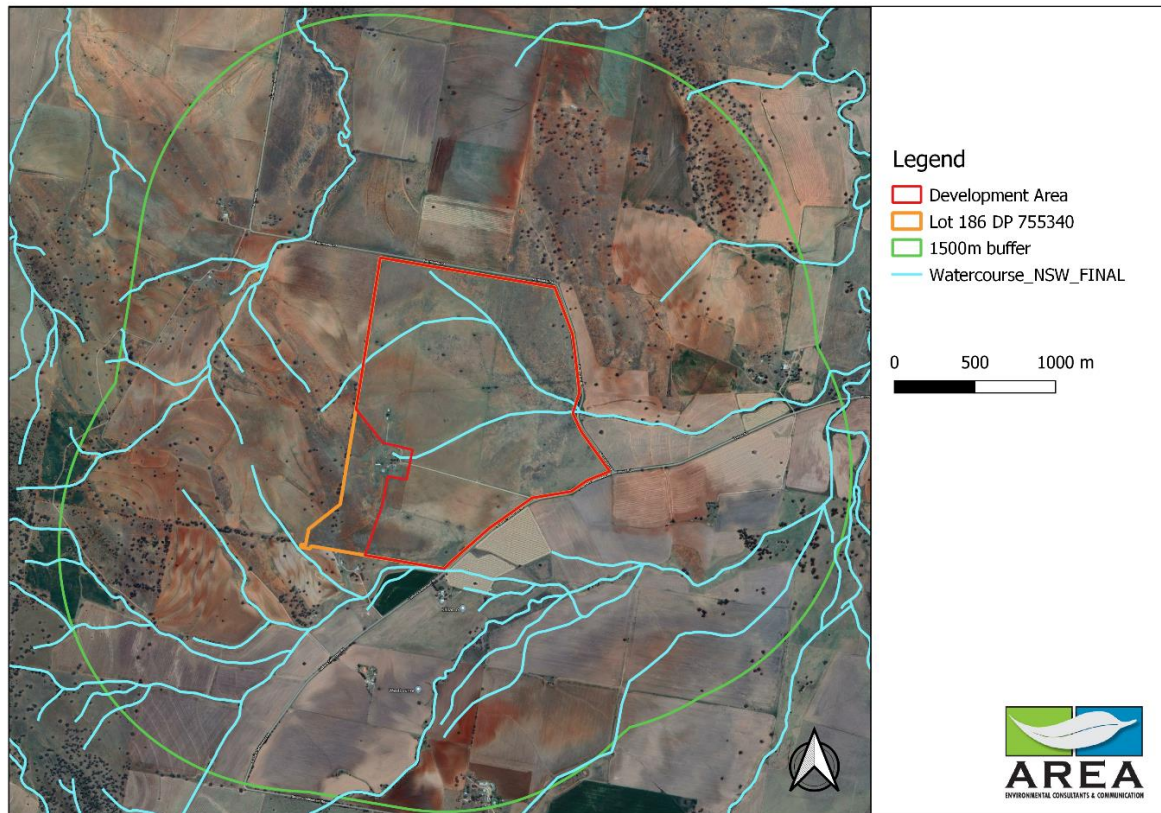 Legend
Development Area
Lot 186 DP 755340
1500m buffer
Watercourse_NSW_FINAL
0 500 1000 m
AREA
ENVIRONMENTAL CONSULTANTS & COMMUNICATION